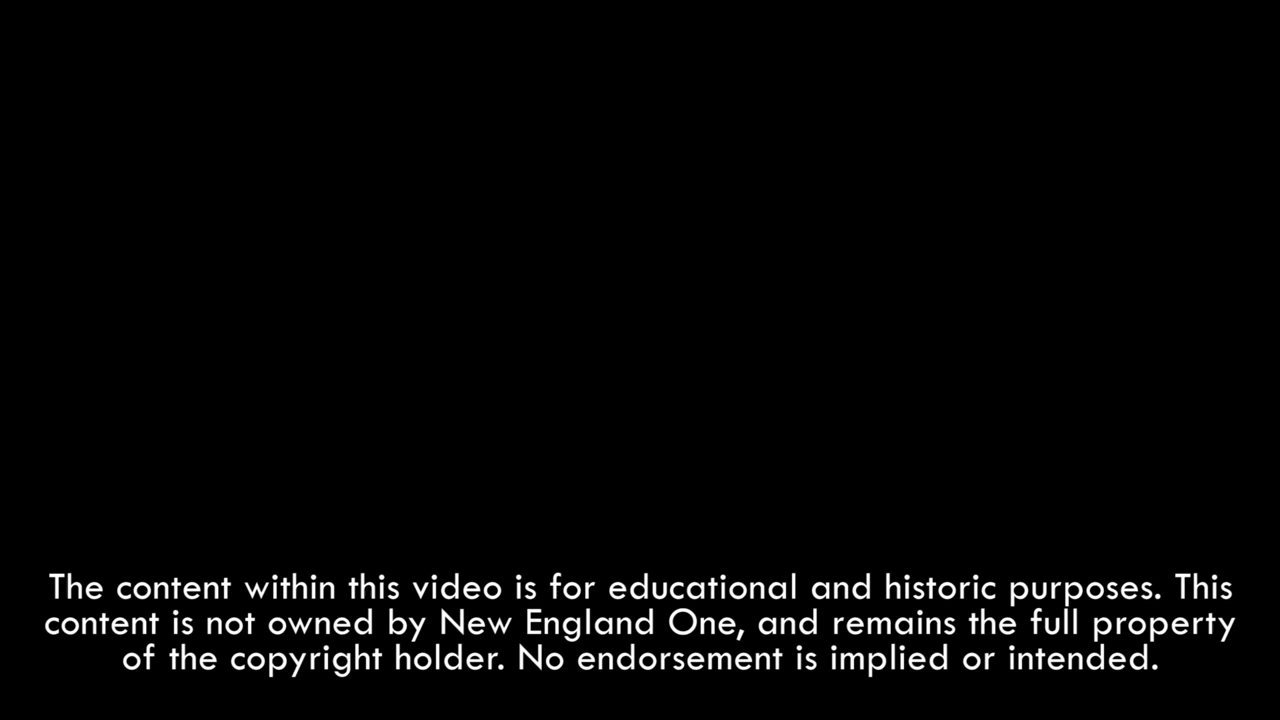 The content within this video is for educational and historic purposes. This
content is not owned by New England One, and remains the full property
of the copyright holder. No endorsement is implied or intended.